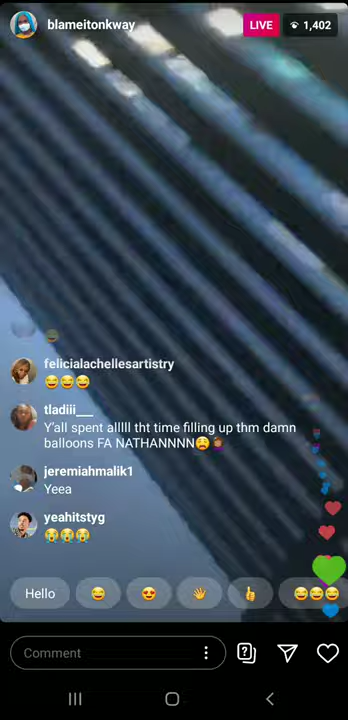 blameitonkway
LIVE
1,402
felicialachellesartistry
😂😂😂
tladiii___
Y'all spent alllll tht time filling up thm damn
balloons FA NATHANNNN😩🤦🏾‍♀️
jeremiahmalik1
Yeea
yeahitstyg
😭😭😭
Hello
Comment